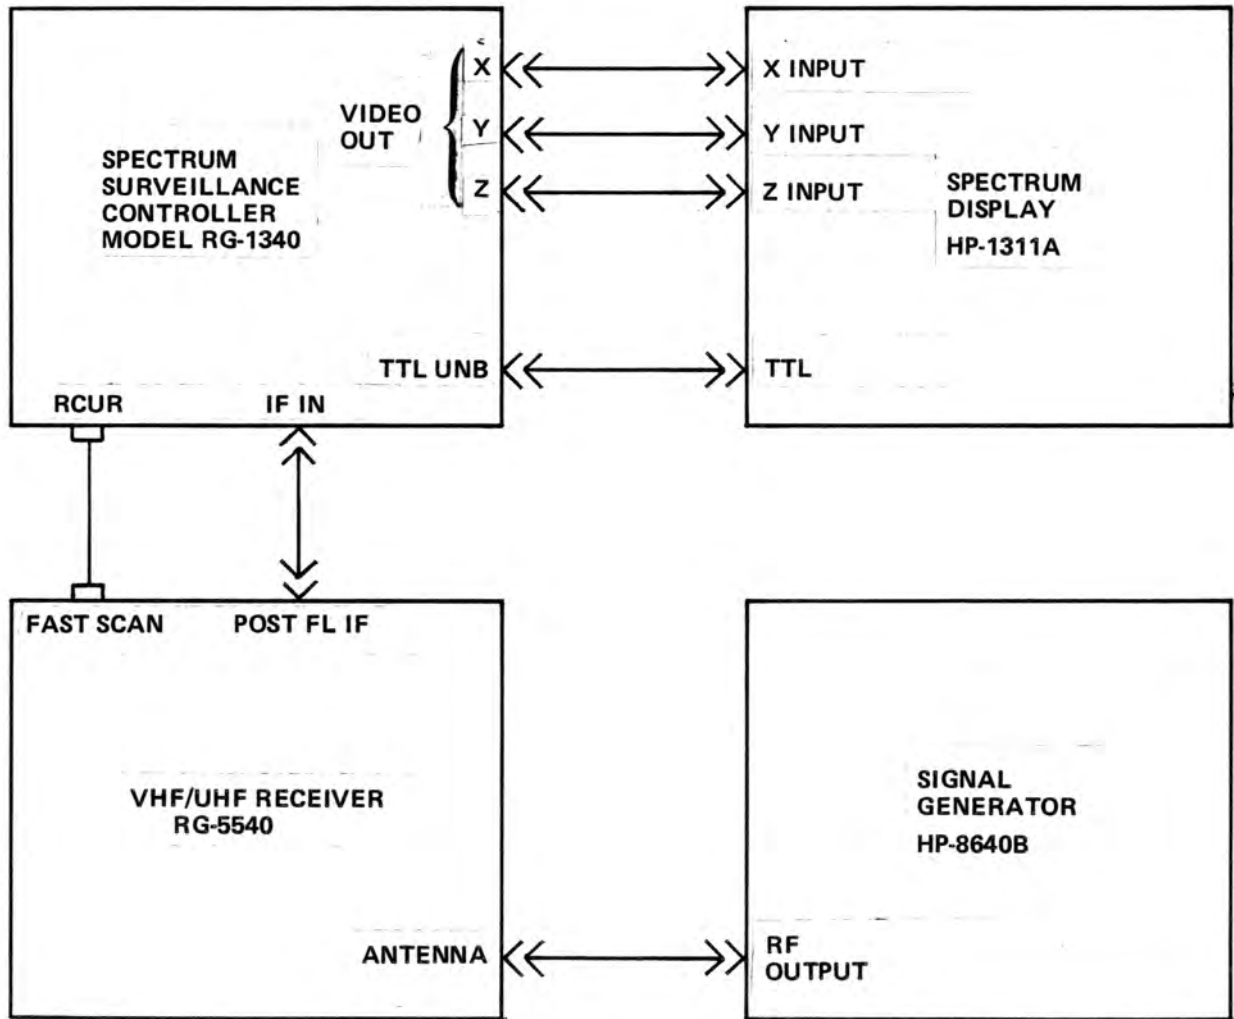 SPECTRUM
SURVEILLANCE
CONTROLLER
MODEL RG-1340
VIDEO
OUT
X
Y
Z
TTL UNB
RCUR
IF IN
X INPUT
Y INPUT
Z INPUT
TTL
SPECTRUM
DISPLAY
HP-1311A
FAST SCAN
POST FL IF
VHF/UHF RECEIVER
RG-5540
ANTENNA
SIGNAL
GENERATOR
HP-8640B
RF
OUTPUT